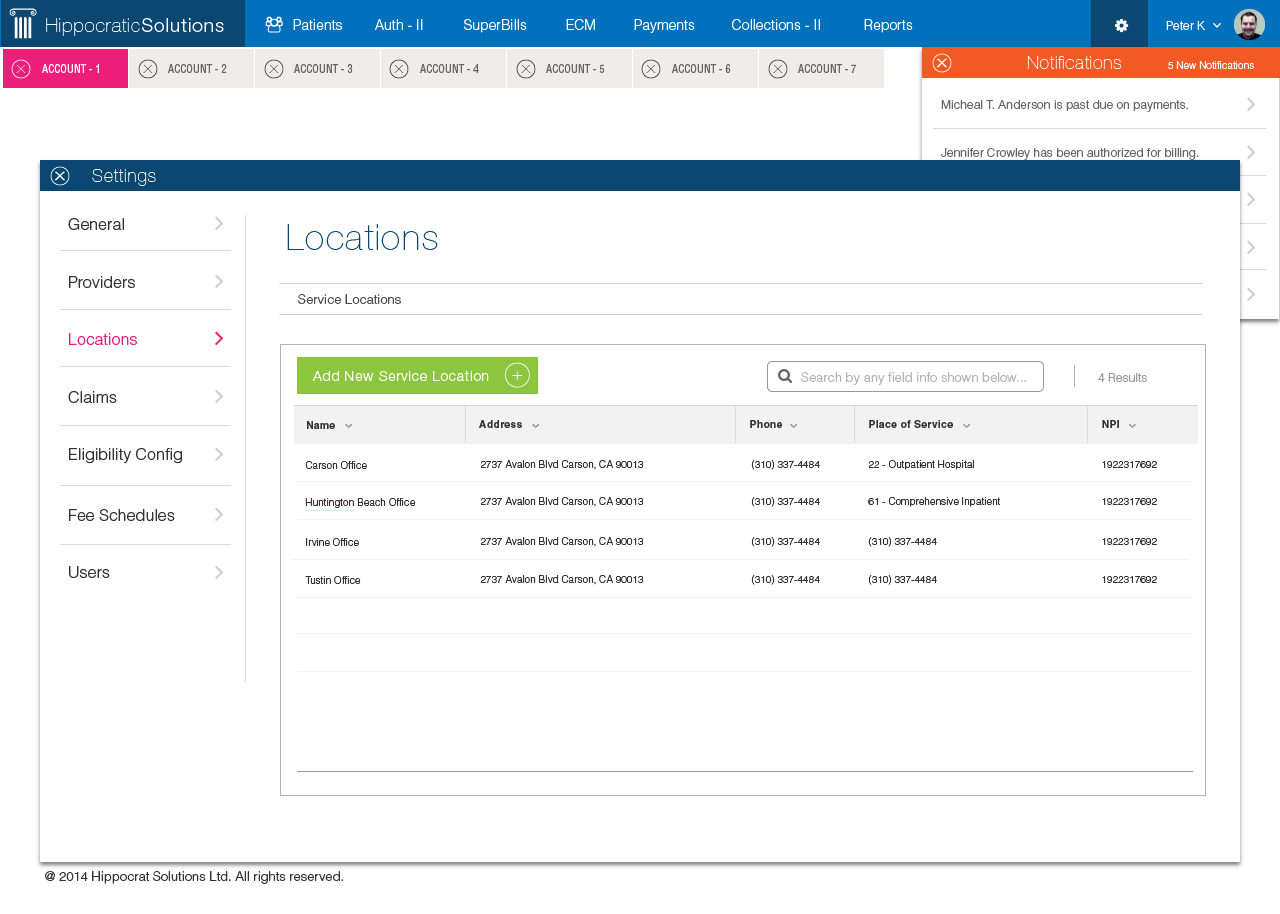 HippocraticSolutions Patients Auth - II SuperBills ECM Payments Collections - II Reports Peter K
ACCOUNT - 1 ACCOUNT - 2 ACCOUNT - 3 ACCOUNT - 4 ACCOUNT - 5 ACCOUNT - 6 ACCOUNT - 7
Notifications 5 New Notifications
Micheal T. Anderson is past due on payments.
Jennifer Crowley has been authorized for billing.
Settings
General
Providers
Locations
Claims
Eligibility Config
Fee Schedules
Users
Locations
Service Locations
Add New Service Location Search by any field info shown below... 4 Results
Name Address Phone Place of Service NPI
Carson Office 2737 Avalon Blvd Carson, CA 90013 (310) 337-4484 22 - Outpatient Hospital 1922317692
Huntington Beach Office 2737 Avalon Blvd Carson, CA 90013 (310) 337-4484 61 - Comprehensive Inpatient 1922317692
Irvine Office 2737 Avalon Blvd Carson, CA 90013 (310) 337-4484 (310) 337-4484 1922317692
Tustin Office 2737 Avalon Blvd Carson, CA 90013 (310) 337-4484 (310) 337-4484 1922317692
@ 2014 Hippocrat Solutions Ltd. All rights reserved.